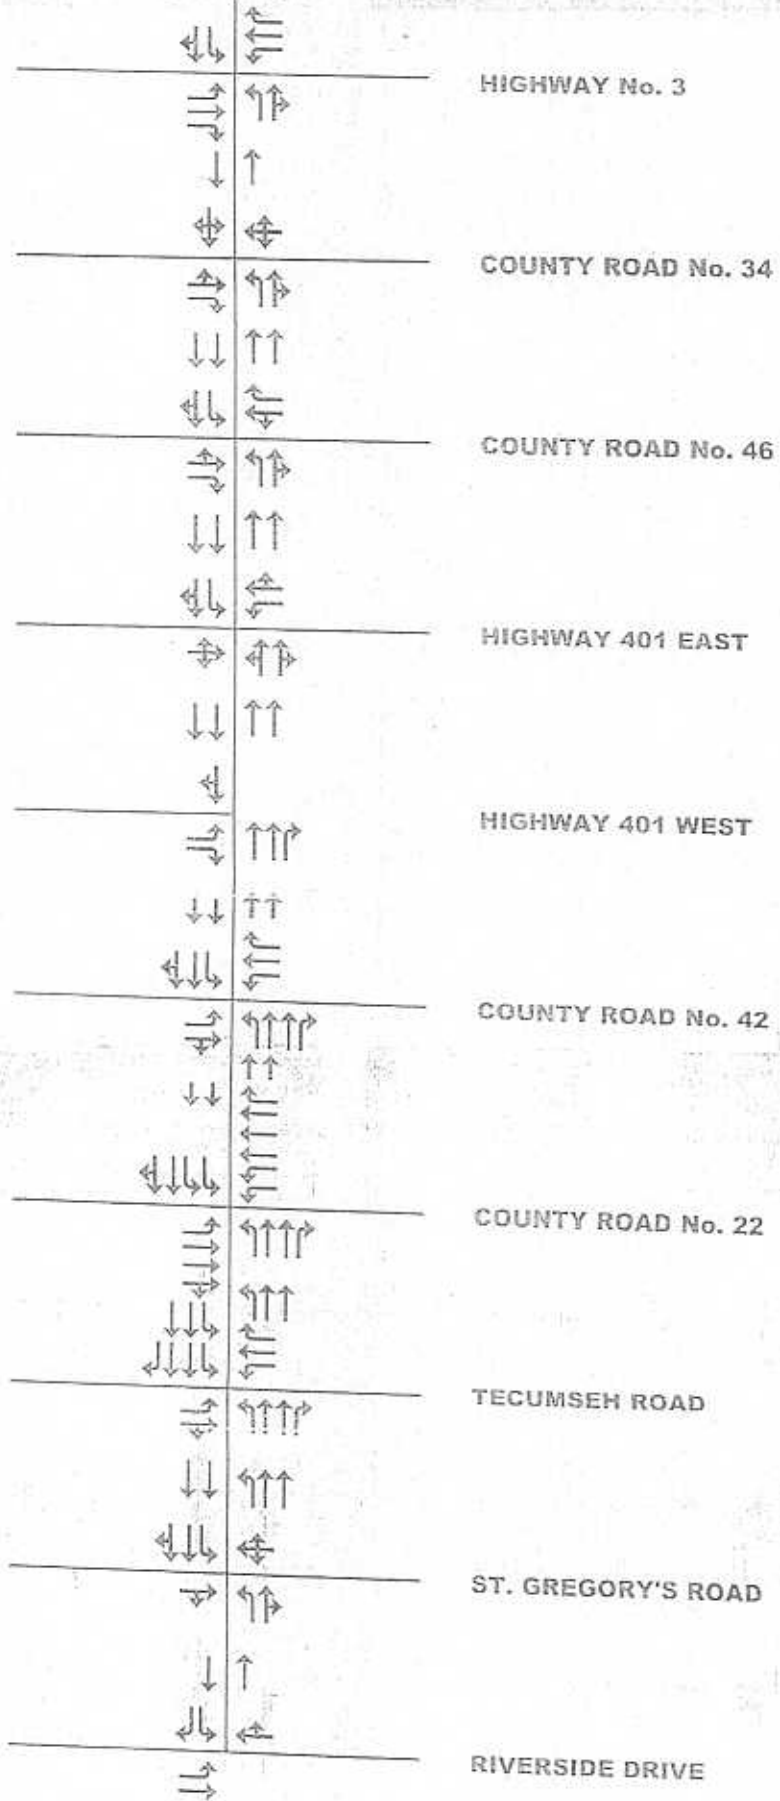 HIGHWAY No. 3
COUNTY ROAD No. 34
COUNTY ROAD No. 46
HIGHWAY 401 EAST
HIGHWAY 401 WEST
COUNTY ROAD No. 42
COUNTY ROAD No. 22
TECUMSEH ROAD
ST. GREGORY'S ROAD
RIVERSIDE DRIVE